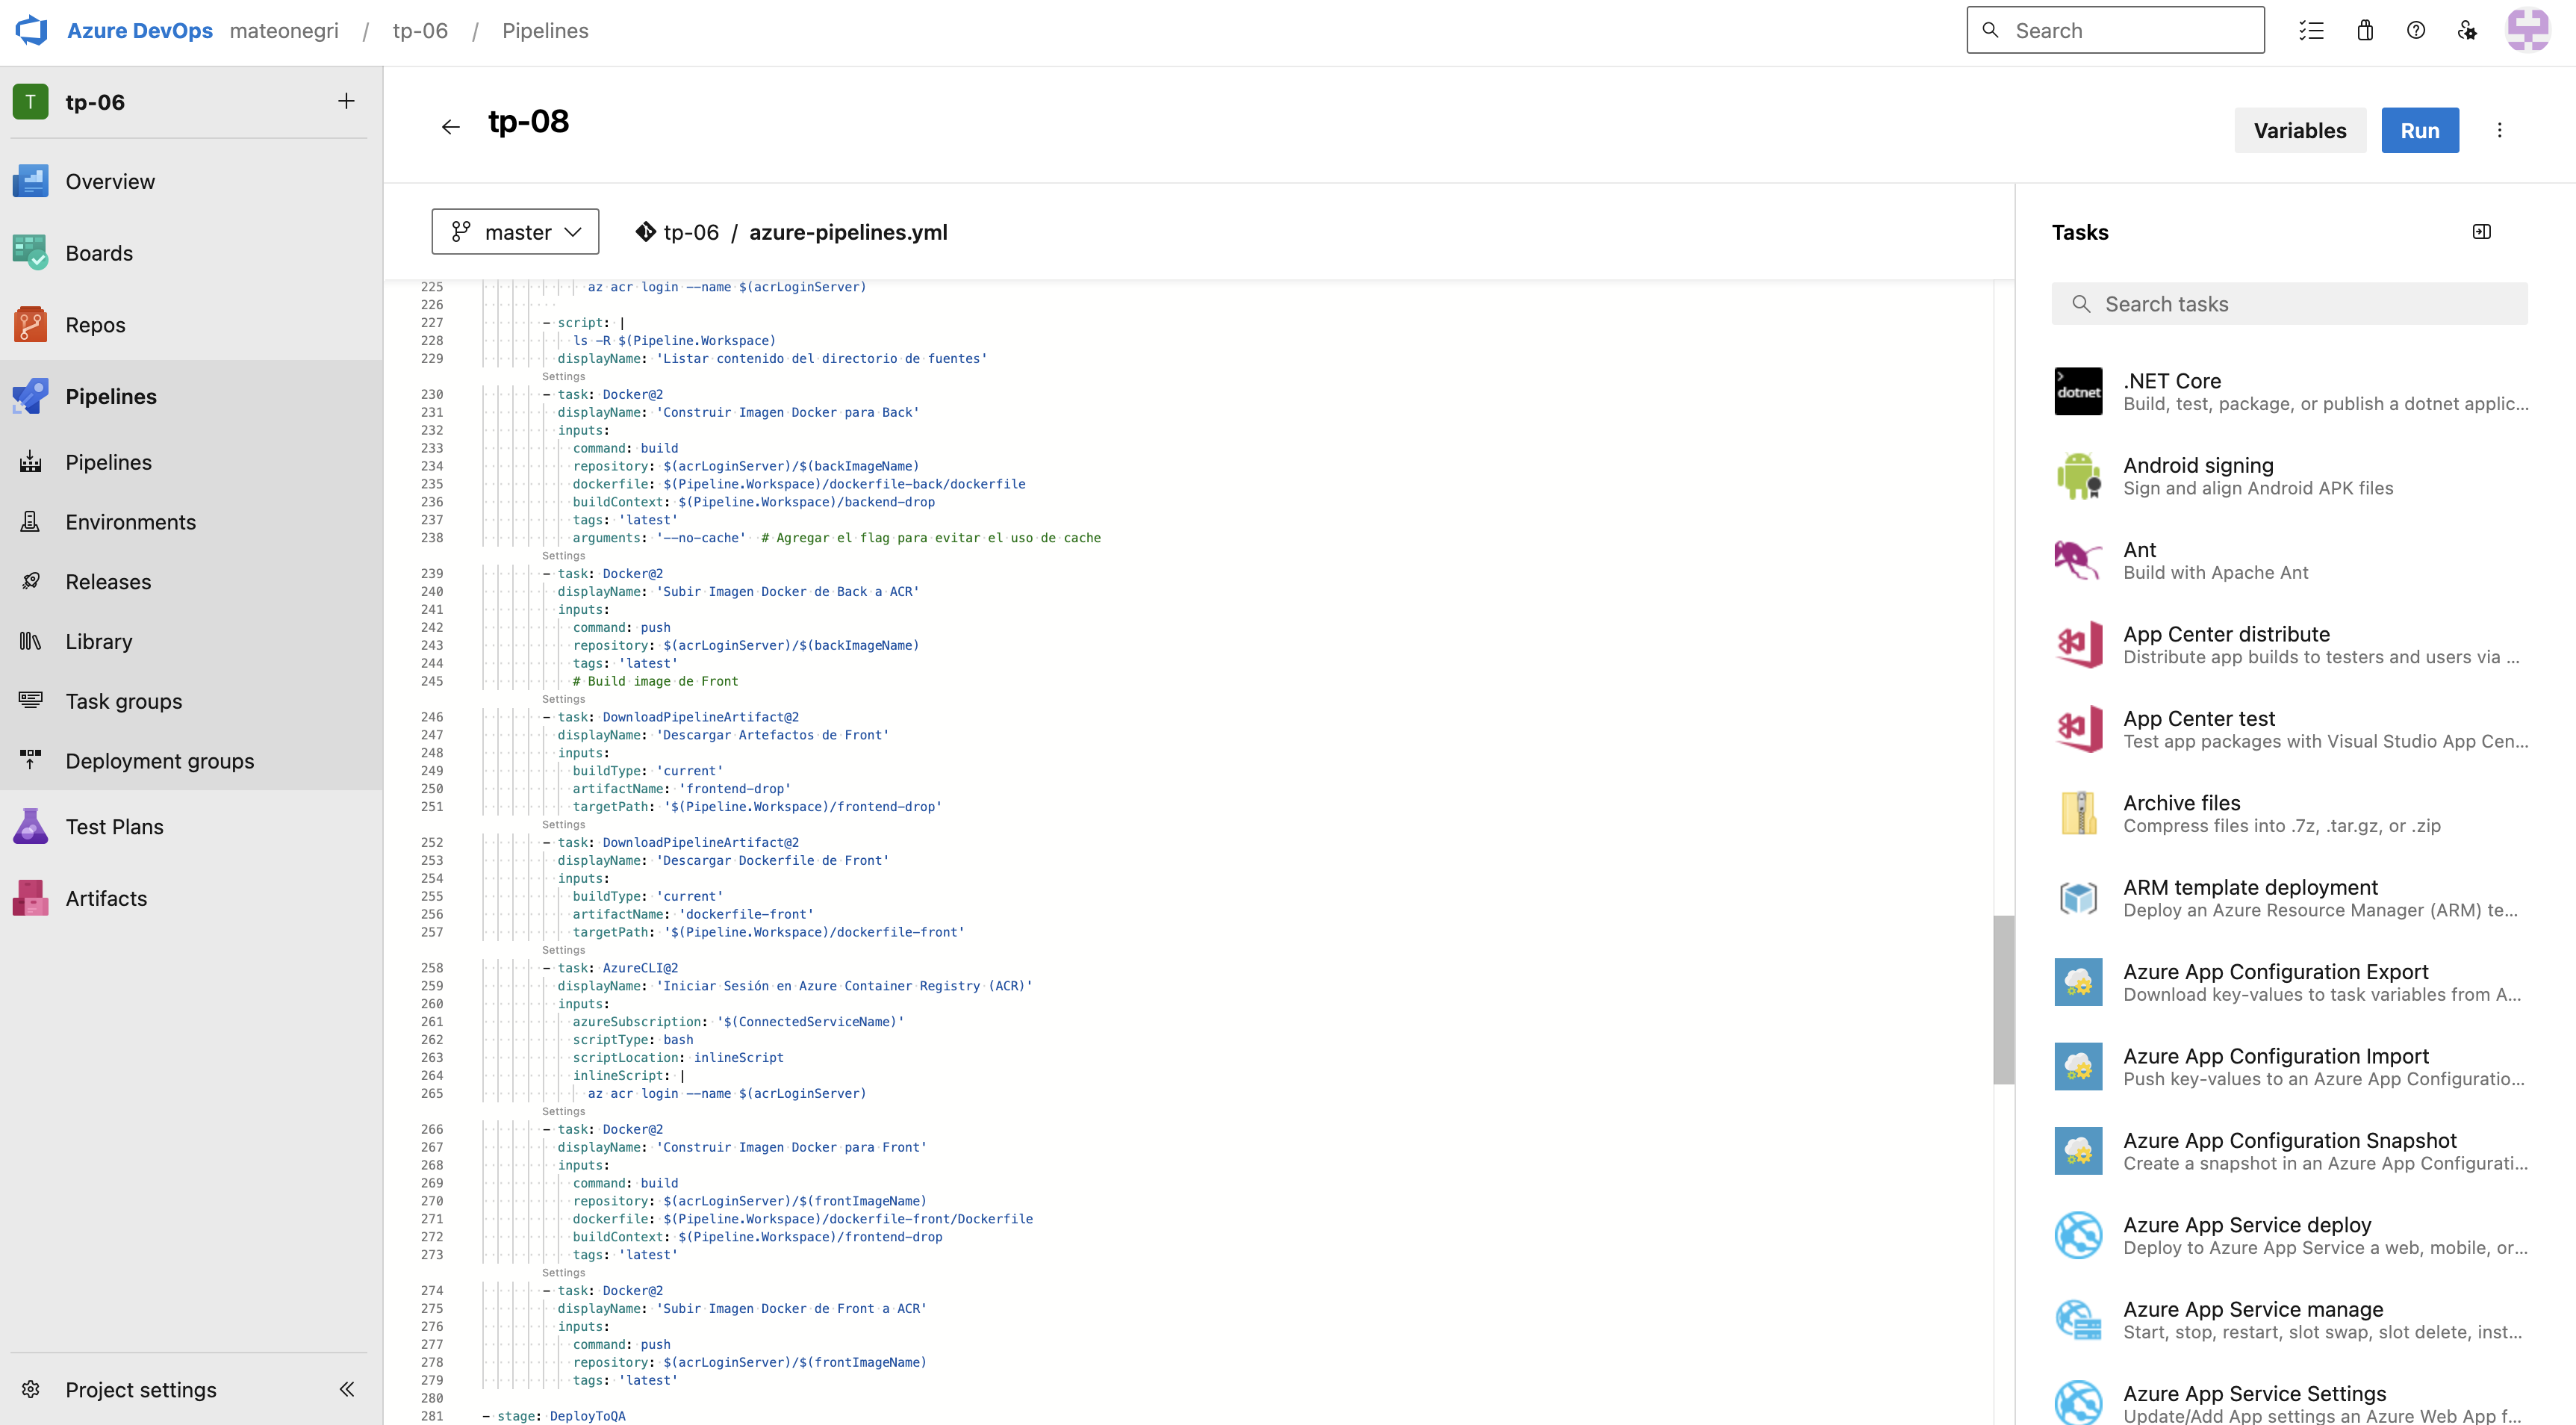 Azure DevOps mateonegri / tp-06 / Pipelines
Search
T tp-06
Overview
Boards
Repos
Pipelines
Pipelines
Environments
Releases
Library
Task groups
Deployment groups
Test Plans
Artifacts
Project settings
tp-08
Variables
Run
master
tp-06 / azure-pipelines.yml
225 az acr login --name $(acrLoginServer)
226
227 - script: |
228 ls -R $(Pipeline.Workspace)
229 displayName: 'Listar contenido del directorio de fuentes'
Settings
230 - task: Docker@2
231 displayName: 'Construir Imagen Docker para Back'
232 inputs:
233 command: build
234 repository: $(acrLoginServer)/$(backImageName)
235 dockerfile: $(Pipeline.Workspace)/dockerfile-back/dockerfile
236 buildContext: $(Pipeline.Workspace)/backend-drop
237 tags: 'latest'
238 arguments: '--no-cache' # Agregar el flag para evitar el uso de cache
Settings
239 - task: Docker@2
240 displayName: 'Subir Imagen Docker de Back a ACR'
241 inputs:
242 command: push
243 repository: $(acrLoginServer)/$(backImageName)
244 tags: 'latest'
245 # Build image de Front
Settings
246 - task: DownloadPipelineArtifact@2
247 displayName: 'Descargar Artefactos de Front'
248 inputs:
249 buildType: 'current'
250 artifactName: 'frontend-drop'
251 targetPath: '$(Pipeline.Workspace)/frontend-drop'
Settings
252 - task: DownloadPipelineArtifact@2
253 displayName: 'Descargar Dockerfile de Front'
254 inputs:
255 buildType: 'current'
256 artifactName: 'dockerfile-front'
257 targetPath: '$(Pipeline.Workspace)/dockerfile-front'
Settings
258 - task: AzureCLI@2
259 displayName: 'Iniciar Sesión en Azure Container Registry (ACR)'
260 inputs:
261 azureSubscription: '$(ConnectedServiceName)'
262 scriptType: bash
263 scriptLocation: inlineScript
264 inlineScript: |
265 az acr login --name $(acrLoginServer)
Settings
266 - task: Docker@2
267 displayName: 'Construir Imagen Docker para Front'
268 inputs:
269 command: build
270 repository: $(acrLoginServer)/$(frontImageName)
271 dockerfile: $(Pipeline.Workspace)/dockerfile-front/Dockerfile
272 buildContext: $(Pipeline.Workspace)/frontend-drop
273 tags: 'latest'
Settings
274 - task: Docker@2
275 displayName: 'Subir Imagen Docker de Front a ACR'
276 inputs:
277 command: push
278 repository: $(acrLoginServer)/$(frontImageName)
279 tags: 'latest'
280
281 - stage: DeployToQA
Tasks
Search tasks
dotnet
.NET Core
Build, test, package, or publish a dotnet applic...
Android signing
Sign and align Android APK files
Ant
Build with Apache Ant
App Center distribute
Distribute app builds to testers and users via ...
App Center test
Test app packages with Visual Studio App Cen...
Archive files
Compress files into .7z, .tar.gz, or .zip
ARM template deployment
Deploy an Azure Resource Manager (ARM) te...
Azure App Configuration Export
Download key-values to task variables from A...
Azure App Configuration Import
Push key-values to an Azure App Configuratio...
Azure App Configuration Snapshot
Create a snapshot in an Azure App Configurati...
Azure App Service deploy
Deploy to Azure App Service a web, mobile, or...
Azure App Service manage
Start, stop, restart, slot swap, slot delete, inst...
Azure App Service Settings
Update/Add App settings an Azure Web App f...